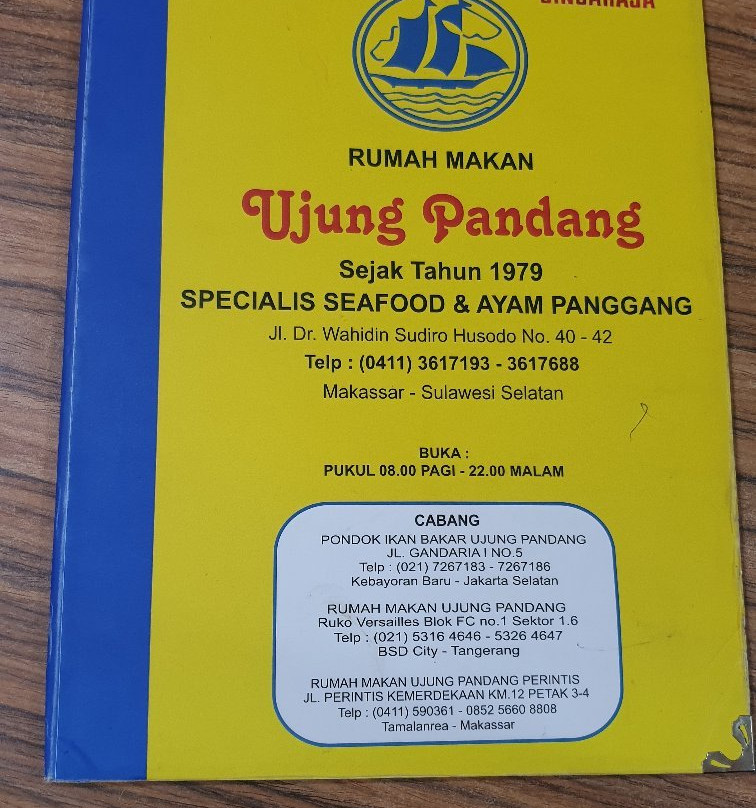 RUMAH MAKAN
Ujung Pandang
Sejak Tahun 1979
SPECIALIS SEAFOOD & AYAM PANGGANG
Jl. Dr. Wahidin Sudiro Husodo No. 40 - 42
Telp : (0411) 3617193 - 3617688
Makassar - Sulawesi Selatan
BUKA :
PUKUL 08.00 PAGI - 22.00 MALAM
CABANG
PONDOK IKAN BAKAR UJUNG PANDANG
JL. GANDARIA I NO.5
Telp : (021) 7267183 - 7267186
Kebayoran Baru - Jakarta Selatan
RUMAH MAKAN UJUNG PANDANG
Ruko Versailles Blok FC no.1 Sektor 1.6
Telp : (021) 5316 4646 - 5326 4647
BSD City - Tangerang
RUMAH MAKAN UJUNG PANDANG PERINTIS
JL. PERINTIS KEMERDEKAAN KM.12 PETAK 3-4
Telp : (0411) 590361 - 0852 5660 8808
Tamalanrea - Makassar